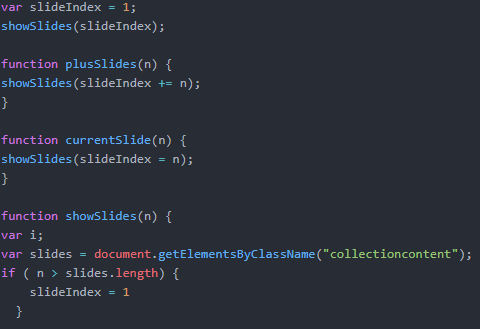 var slideIndex = 1;
showSlides(slideIndex);

function plusSlides(n) {
showSlides(slideIndex += n);
}

function currentSlide(n) {
showSlides(slideIndex = n);
}

function showSlides(n) {
var i;
var slides = document.getElementsByClassName("collectioncontent");
if ( n > slides.length) {
    slideIndex = 1
  }